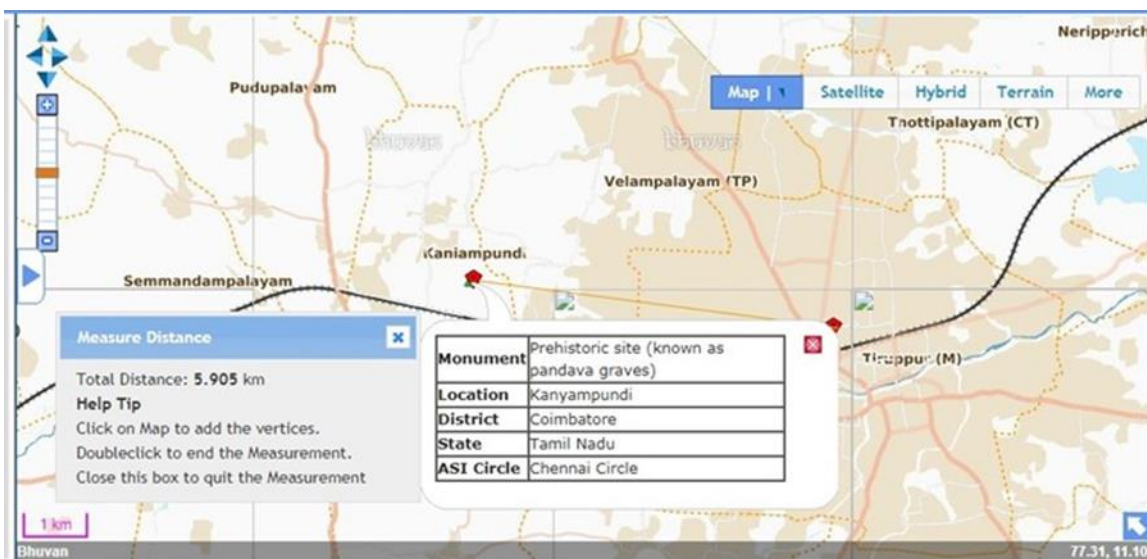 Neripperich
Pudupalayam
Map |
Satellite
Hybrid
Terrain
More
Thottipalayam (CT)
bhuvan
bhuvan
Velampalayam (TP)
Kaniampundi
Semmandampalayam
Measure Distance
Total Distance: 5.905 km
Help Tip
Click on Map to add the vertices.
Doubleclick to end the Measurement.
Close this box to quit the Measurement
Monument Prehistoric site (known as
pandava graves)
Location Kanyampundi
District Coimbatore
State Tamil Nadu
ASI Circle Chennai Circle
Tiruppur (M)
1 km
Bhuvan
77.31, 11.16